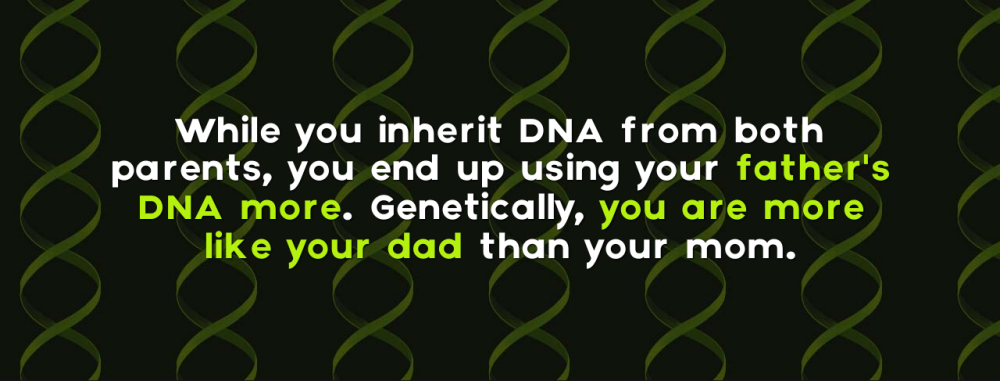 While you inherit DNA from both
parents, you end up using your father's
DNA more. Genetically, you are more
like your dad than your mom.